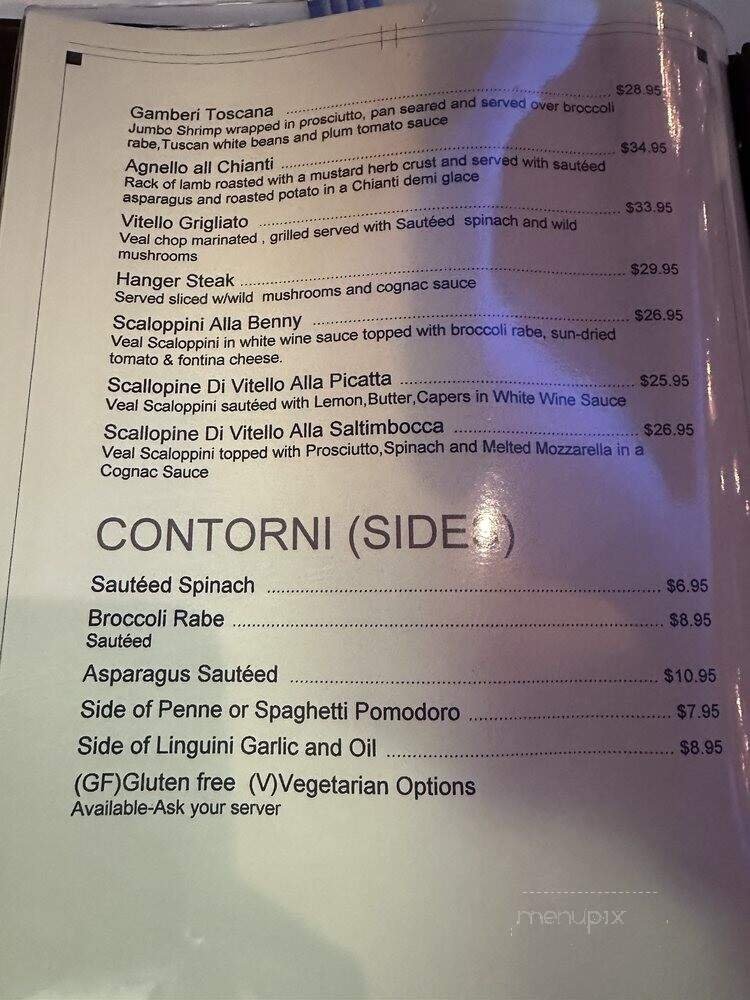 Gamberi Toscana ........ $28.95
Jumbo Shrimp wrapped in prosciutto, pan seared and served over broccoli
rabe,Tuscan white beans and plum tomato sauce
Agnello all Chianti ........ $34.95
Rack of lamb roasted with a mustard herb crust and served with sautéed
asparagus and roasted potato in a Chianti demi glace
Vitello Grigliato ........ $33.95
Veal chop marinated , grilled served with Sautéed spinach and wild
mushrooms
Hanger Steak ........ $29.95
Served sliced w/wild mushrooms and cognac sauce
Scaloppini Alla Benny ........ $26.95
Veal Scaloppini in white wine sauce topped with broccoli rabe, sun-dried
tomato & fontina cheese.
Scallopine Di Vitello Alla Picatta ........ $25.95
Veal Scaloppini sautéed with Lemon,Butter,Capers in White Wine Sauce
Scallopine Di Vitello Alla Saltimbocca ........ $26.95
Veal Scaloppini topped with Prosciutto,Spinach and Melted Mozzarella in a
Cognac Sauce
CONTORNI (SIDES)
Sautéed Spinach ........ $6.95
Broccoli Rabe ........ $8.95
Sautéed
Asparagus Sautéed ........ $10.95
Side of Penne or Spaghetti Pomodoro ........ $7.95
Side of Linguini Garlic and Oil ........ $8.95
(GF)Gluten free (V)Vegetarian Options
Available-Ask your server
menupix